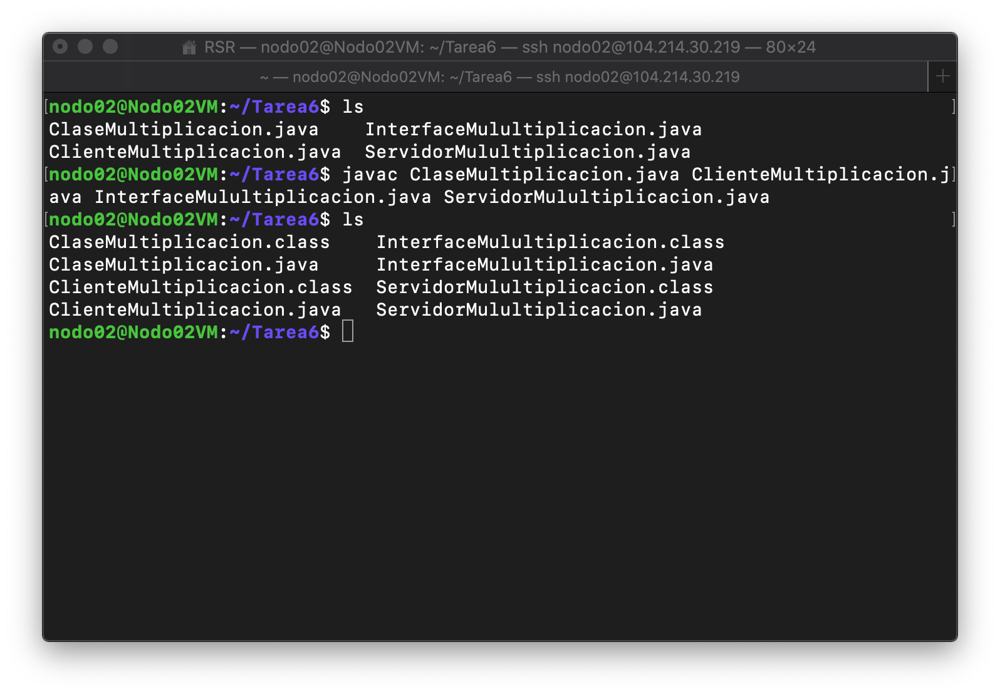 RSR — nodo02@Nodo02VM: ~/Tarea6 — ssh nodo02@104.214.30.219 — 80×24
~ — nodo02@Nodo02VM: ~/Tarea6 — ssh nodo02@104.214.30.219
[nodo02@Nodo02VM:~/Tarea6$ ls ]
ClaseMultiplicacion.java    InterfaceMulultiplicacion.java
ClienteMultiplicacion.java  ServidorMulultiplicacion.java
[nodo02@Nodo02VM:~/Tarea6$ javac ClaseMultiplicacion.java ClienteMultiplicacion.j]
ava InterfaceMulultiplicacion.java ServidorMulultiplicacion.java
[nodo02@Nodo02VM:~/Tarea6$ ls ]
ClaseMultiplicacion.class    InterfaceMulultiplicacion.class
ClaseMultiplicacion.java     InterfaceMulultiplicacion.java
ClienteMultiplicacion.class  ServidorMulultiplicacion.class
ClienteMultiplicacion.java   ServidorMulultiplicacion.java
nodo02@Nodo02VM:~/Tarea6$